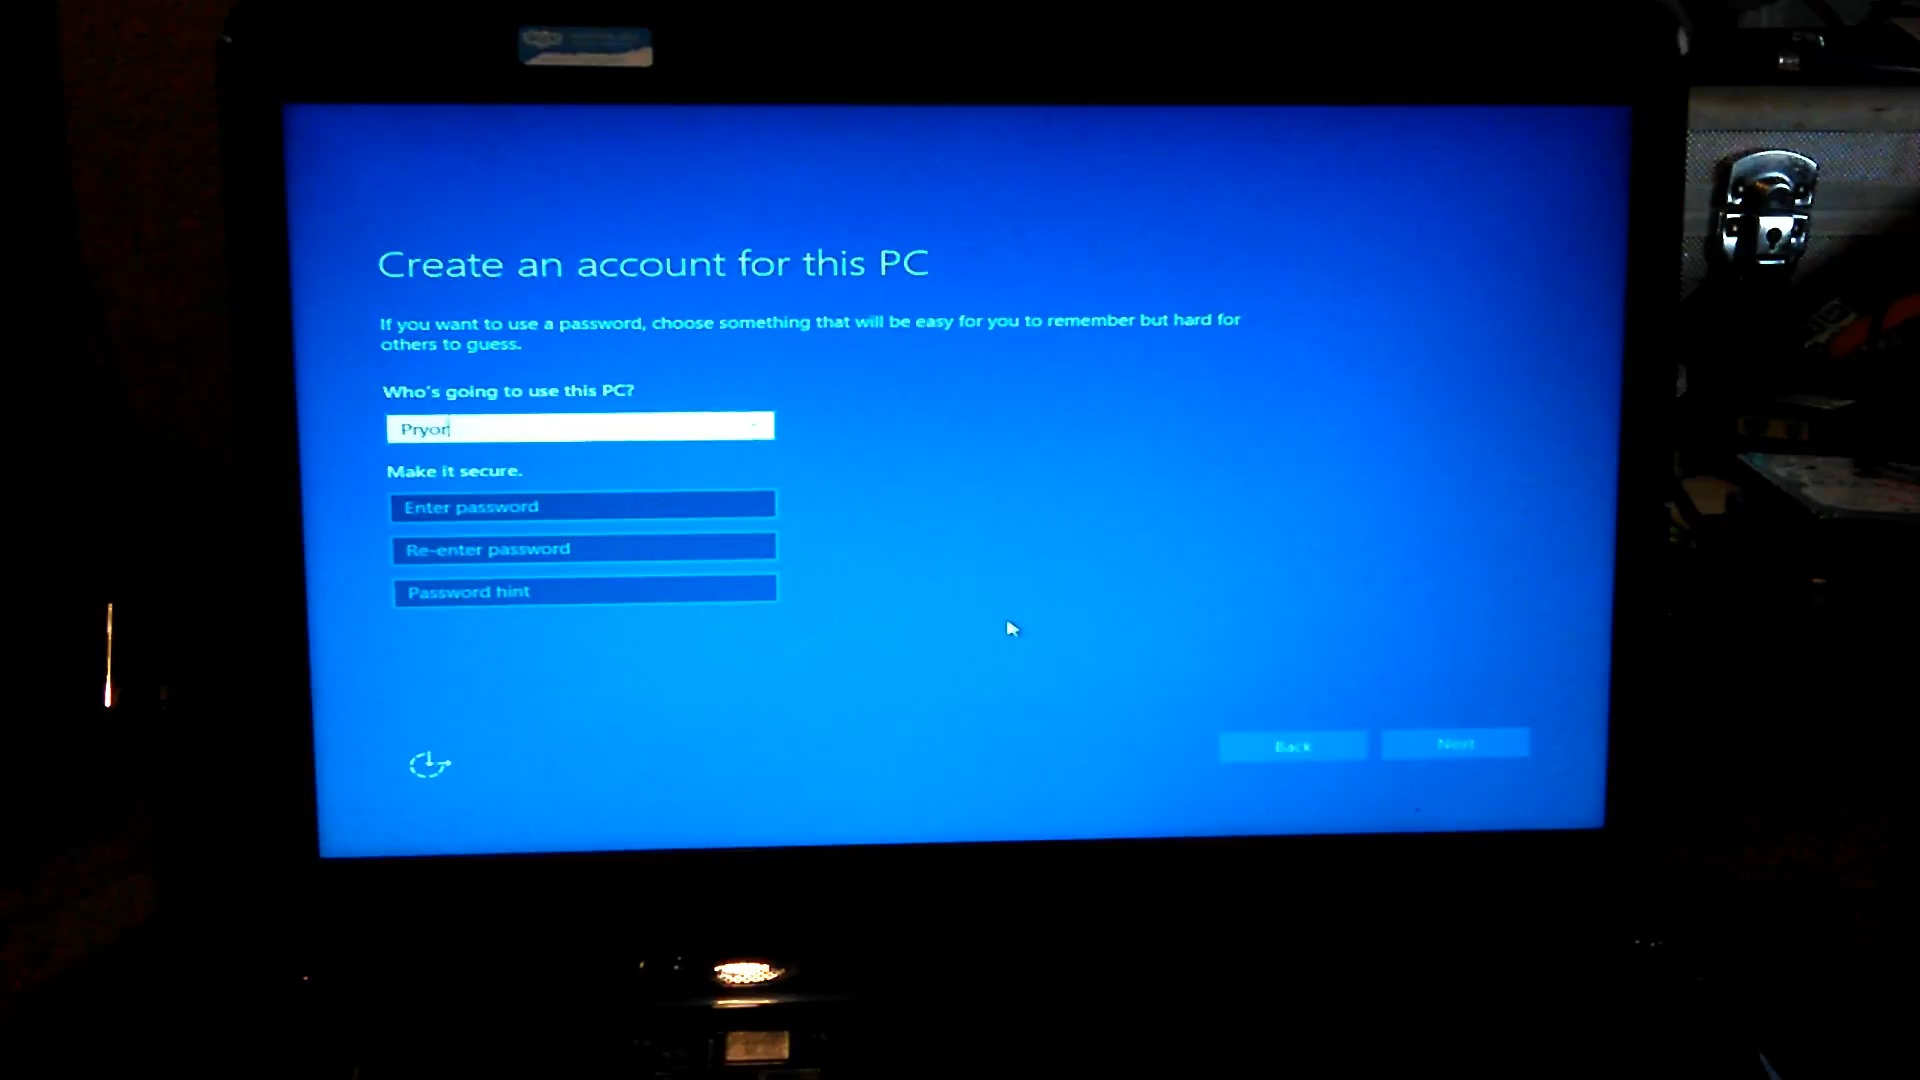 Create an account for this PC
If you want to use a password, choose something that will be easy for you to remember but hard for
others to guess.
Who's going to use this PC?
Pryor
Make it secure.
Enter password
Re-enter password
Password hint
Back
Next